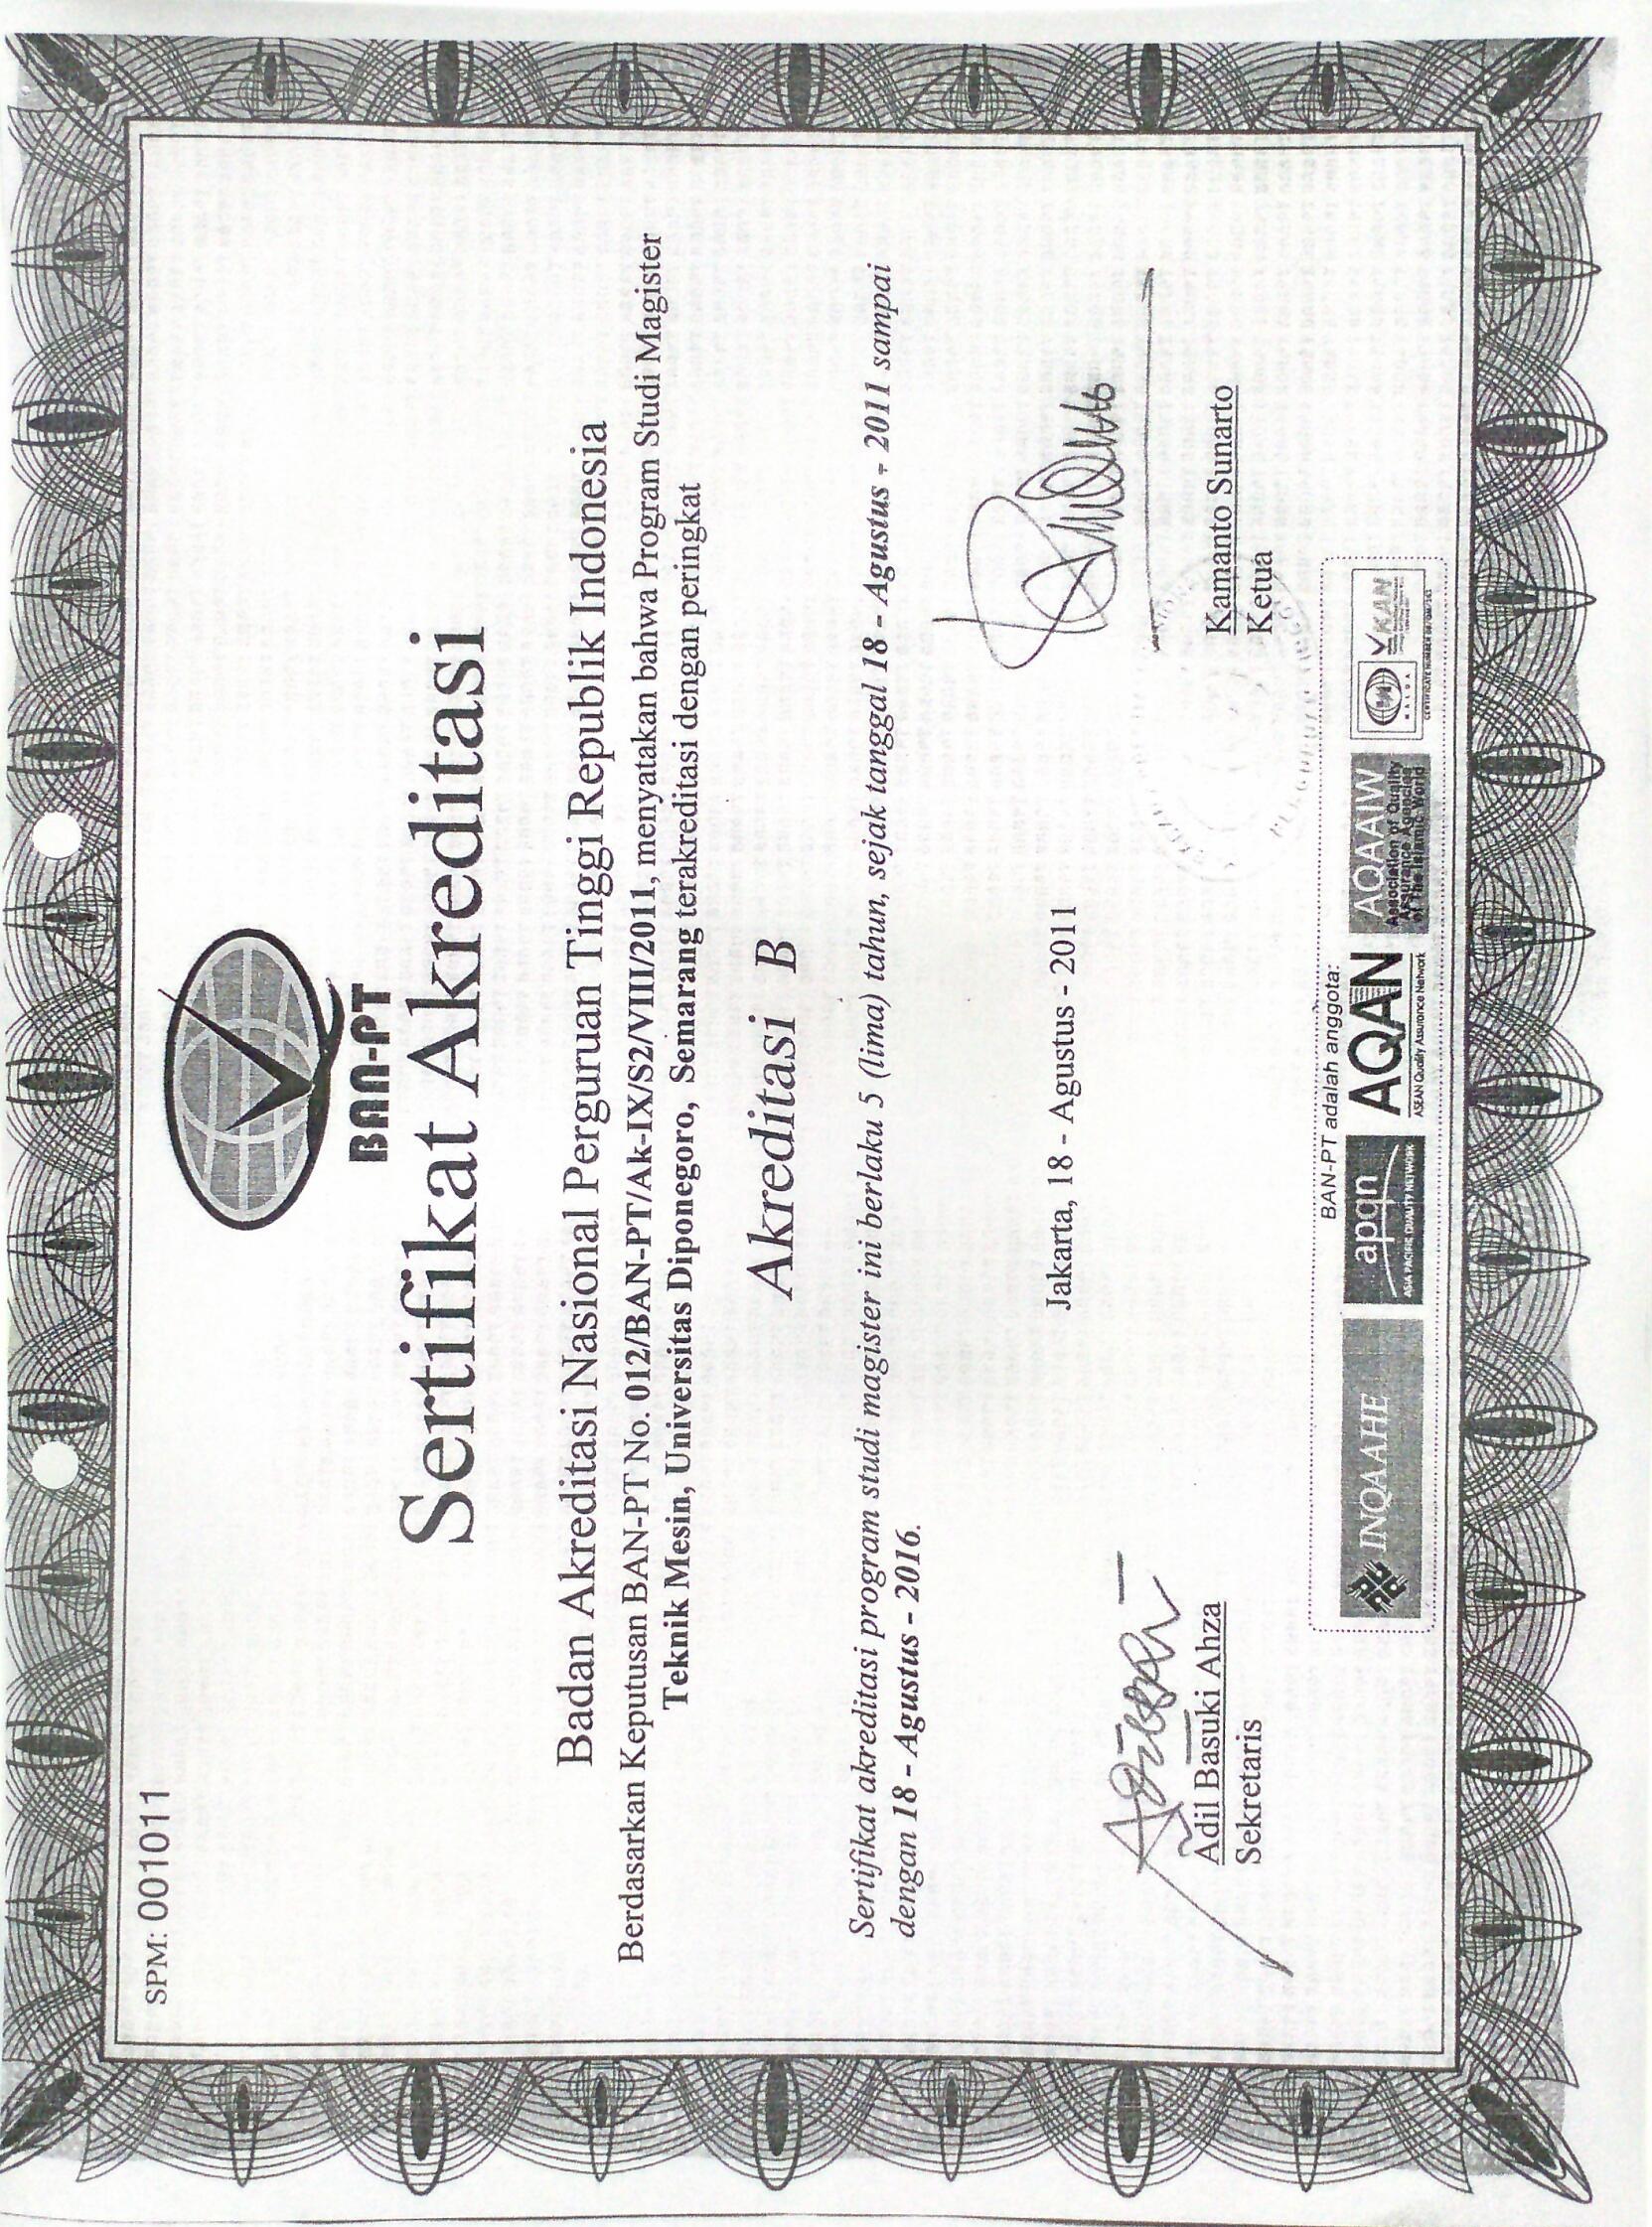 SPM: 001011
BAN-PT
Sertifikat Akreditasi
Badan Akreditasi Nasional Perguruan Tinggi Republik Indonesia
Berdasarkan Keputusan BAN-PT No. 012/BAN-PT/Ak-IX/S2/VIII/2011, menyatakan bahwa Program Studi Magister
Teknik Mesin, Universitas Diponegoro, Semarang terakreditasi dengan peringkat
Akreditasi B
Sertifikat akreditasi program studi magister ini berlaku 5 (lima) tahun, sejak tanggal 18 - Agustus - 2011 sampai
dengan 18 - Agustus - 2016.
Jakarta, 18 - Agustus - 2011
Adil Basuki Ahza
Sekretaris
Kamanto Sunarto
Ketua
BAN-PT adalah anggota:
INQAAHE
apqn
ASIA PACIFIC QUALITY NETWORK
AQAN
ASEAN Quality Assurance Network
AQAAIW
Association of Quality
Assurance Agencies
of The Islamic World
KAN